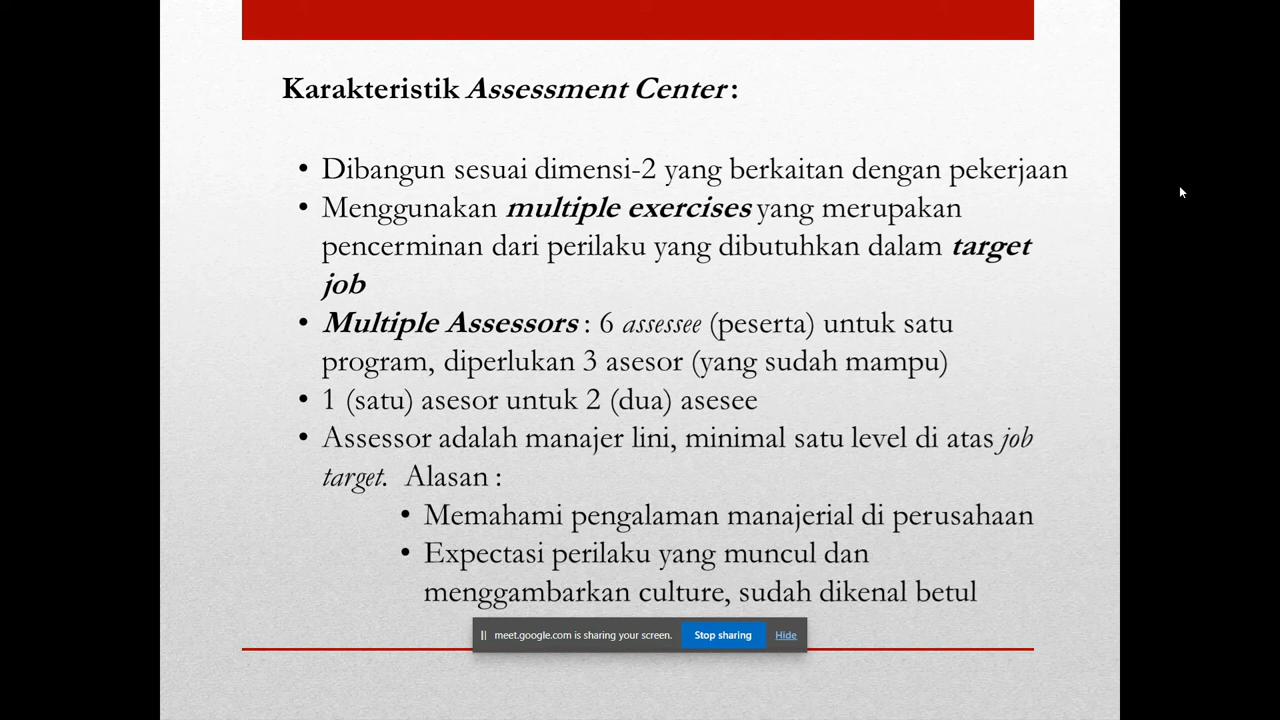 Karakteristik Assessment Center :
• Dibangun sesuai dimensi-2 yang berkaitan dengan pekerjaan
• Menggunakan multiple exercises yang merupakan
pencerminan dari perilaku yang dibutuhkan dalam target
job
• Multiple Assessors : 6 assessee (peserta) untuk satu
program, diperlukan 3 asesor (yang sudah mampu)
• 1 (satu) asesor untuk 2 (dua) asesee
• Assessor adalah manajer lini, minimal satu level di atas job
target. Alasan :
• Memahami pengalaman manajerial di perusahaan
• Expectasi perilaku yang muncul dan
menggambarkan culture, sudah dikenal betul
meet.google.com is sharing your screen. Stop sharing Hide